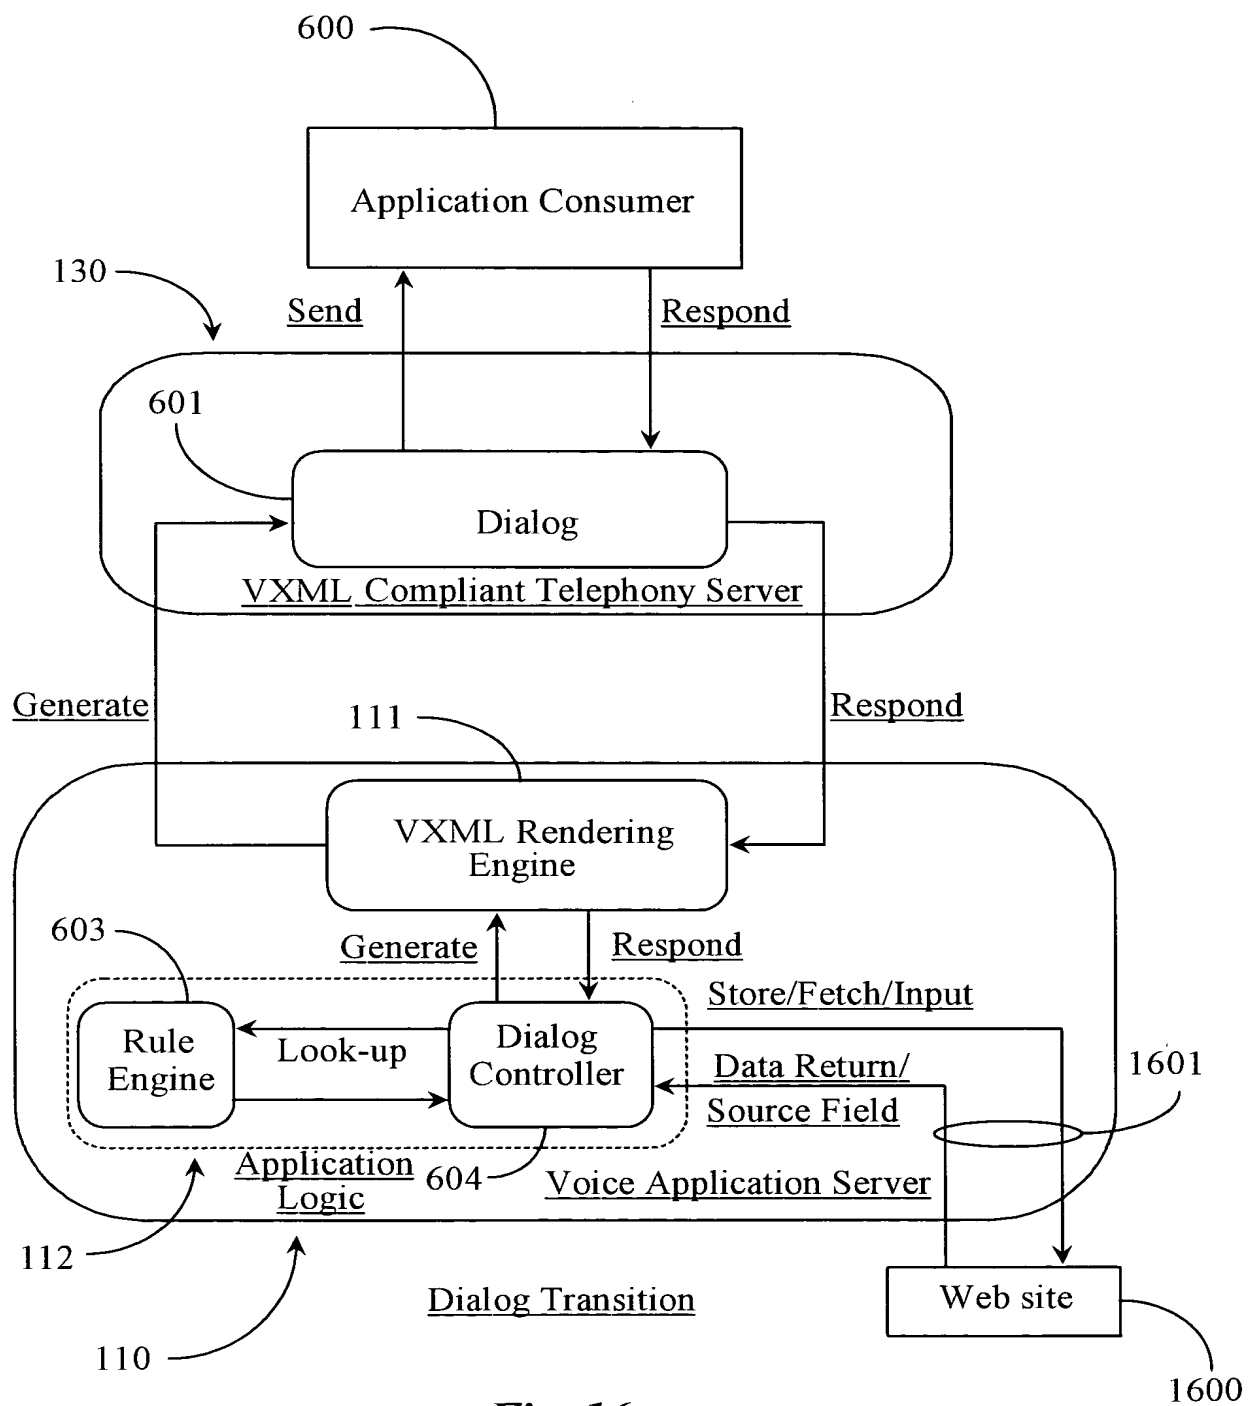 600
Application Consumer
130
Send
Respond
601
Dialog
VXML Compliant Telephony Server
Generate
111
Respond
VXML Rendering
Engine
603
Generate
Respond
Store/Fetch/Input
Rule
Engine
Look-up
Dialog
Controller
Data Return/
Source Field
1601
Application
Logic
604
Voice Application Server
112
Dialog Transition
Web site
110
1600